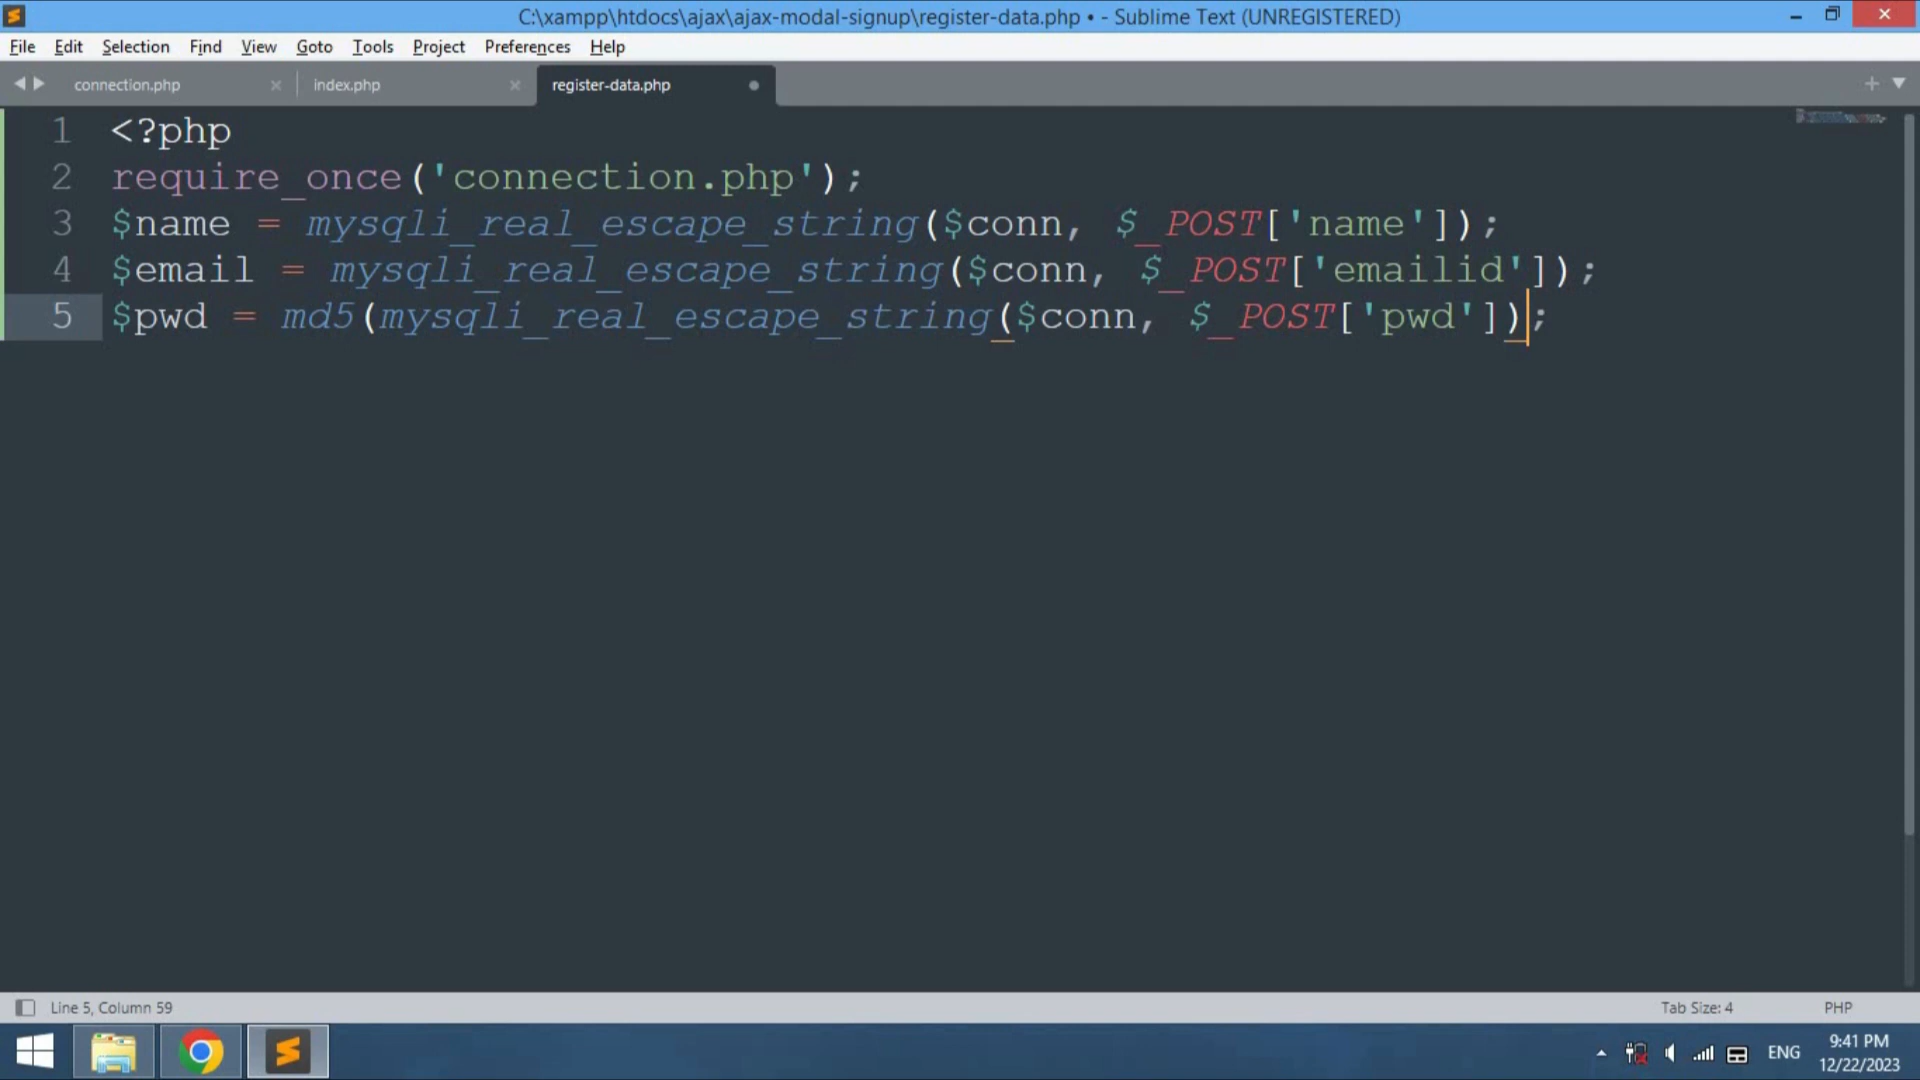 C:\xampp\htdocs\ajax\ajax-modal-signup\register-data.php • - Sublime Text (UNREGISTERED)
File Edit Selection Find View Goto Tools Project Preferences Help
connection.php index.php register-data.php
1 <?php
2 require_once('connection.php');
3 $name = mysqli_real_escape_string($conn, $_POST['name']);
4 $email = mysqli_real_escape_string($conn, $_POST['emailid']);
5 $pwd = md5(mysqli_real_escape_string($conn, $_POST['pwd']);
Line 5, Column 59 Tab Size: 4 PHP
ENG 9:41 PM
12/22/2023